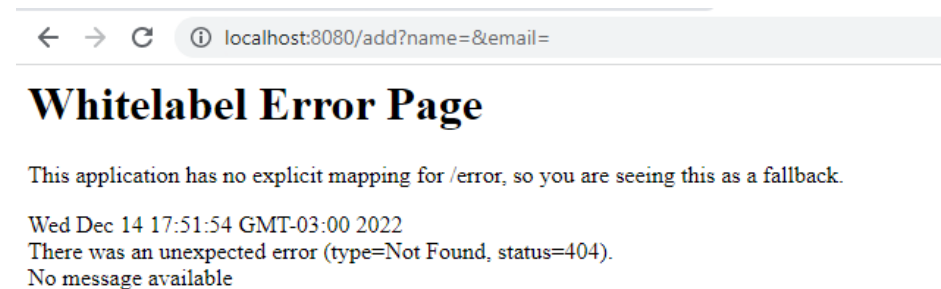 localhost:8080/add?name=&email=
Whitelabel Error Page
This application has no explicit mapping for /error, so you are seeing this as a fallback.
Wed Dec 14 17:51:54 GMT-03:00 2022
There was an unexpected error (type=Not Found, status=404).
No message available